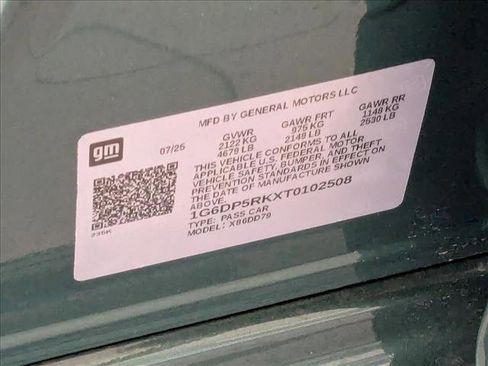 MFD BY GENERAL MOTORS LLC
gm
07/25
GVWR GAWR FRT GAWR RR
2122 KG 975 KG 1148 KG
4679 LB 2149 LB 2530 LB
THIS VEHICLE CONFORMS TO ALL
APPLICABLE U.S. FEDERAL MOTOR
VEHICLE SAFETY, BUMPER, AND THEFT
PREVENTION STANDARDS IN EFFECT ON
THE DATE OF MANUFACTURE SHOWN
ABOVE.
1G6DP5RKXT0102508
TYPE: PASS CAR
MODEL: X86DD79
235K